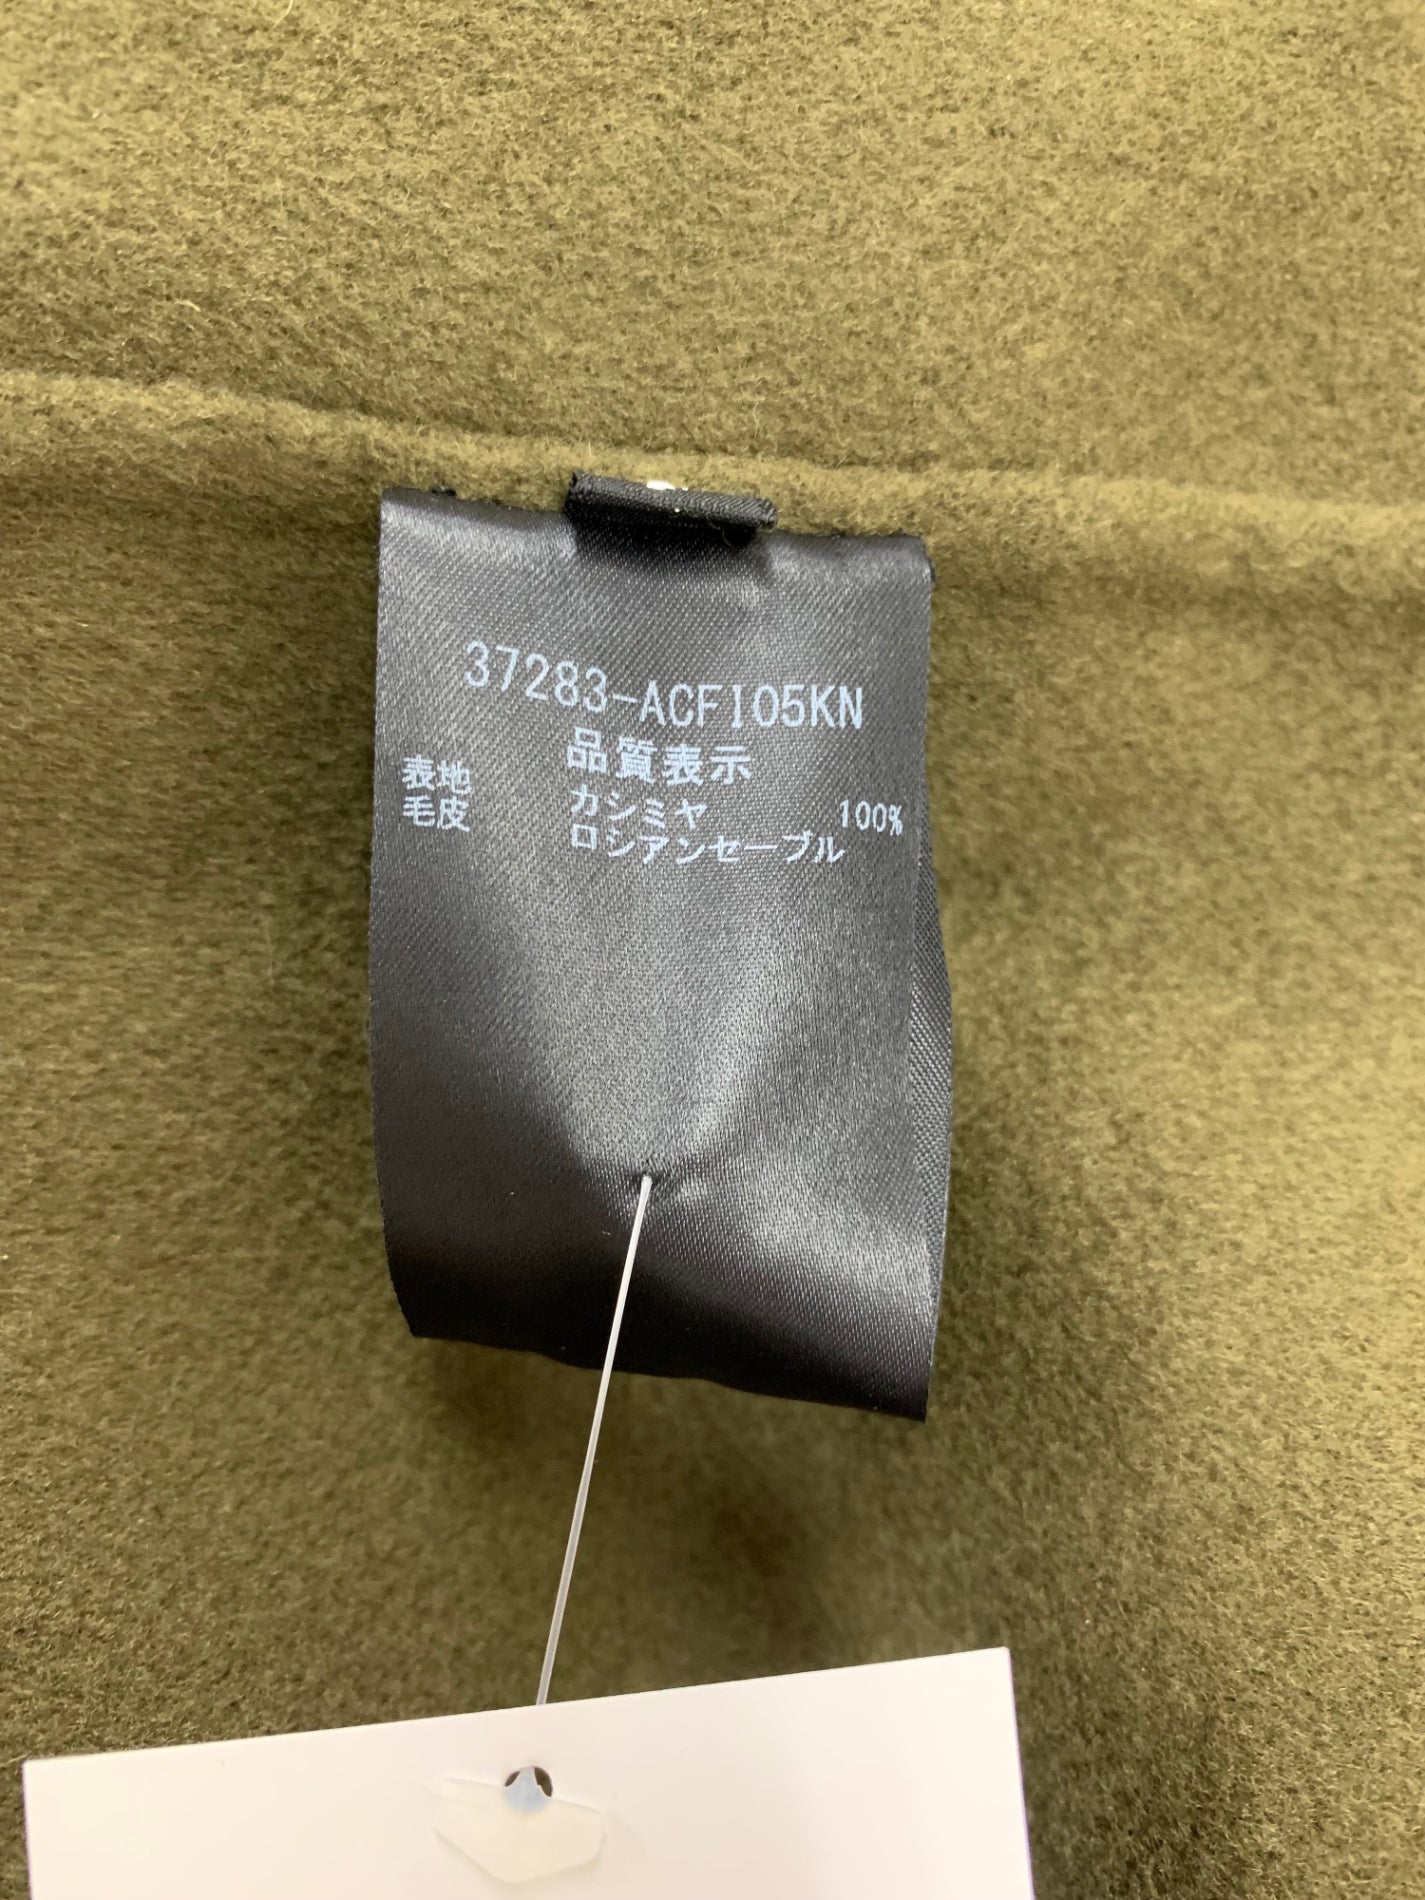 37283-ACFI05KN
品質表示
表地 カシミヤ 100%
毛皮 ロシアンセーブル